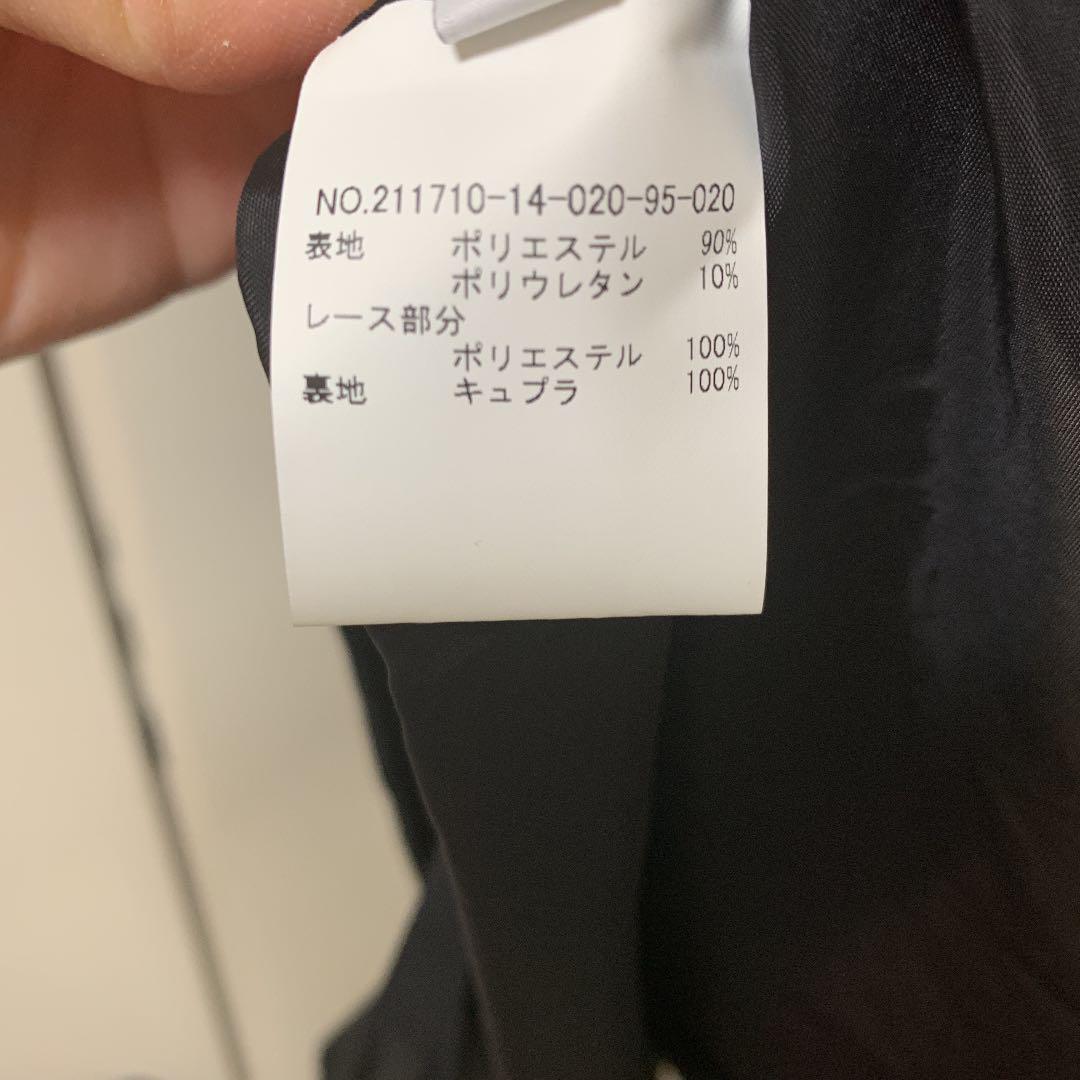 NO.211710-14-020-95-020
表地 ポリエステル 90%
ポリウレタン 10%
レース部分
ポリエステル 100%
裏地 キュプラ 100%